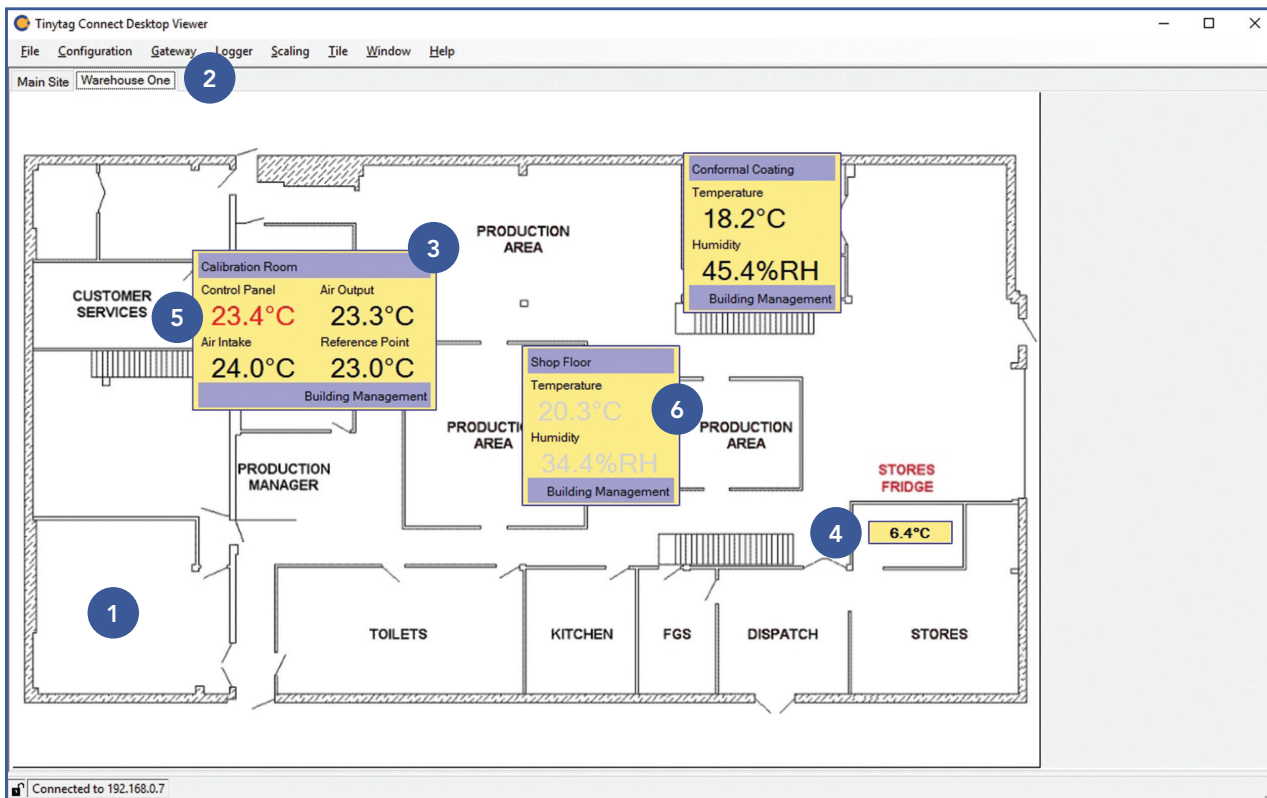 Tinytag Connect Desktop Viewer
File Configuration Gateway Logger Scaling Tile Window Help
Main Site Warehouse One 2
Conformal Coating
Temperature
18.2°C
Humidity
45.4%RH
Building Management
PRODUCTION
AREA
3
Calibration Room
Control Panel Air Output
23.4°C 23.3°C
Air Intake Reference Point
24.0°C 23.0°C
Building Management
CUSTOMER
SERVICES
5
Shop Floor
Temperature
20.3°C
Humidity
34.4%RH
Building Management
6
AREA
PRODUCTION
AREA
PRODUCTION
MANAGER
STORES
FRIDGE
4
6.4°C
1
TOILETS
KITCHEN
FGS
DISPATCH
STORES
Connected to 192.168.0.7